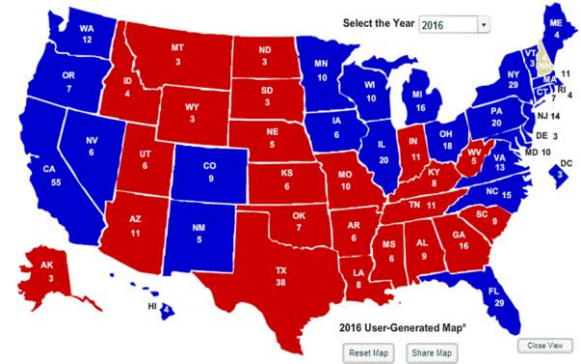 Select the Year 2016
WA
12
OR
7
CA
55
NV
6
ID
4
MT
3
WY
3
UT
6
CO
9
AZ
11
NM
5
ND
3
SD
3
NE
5
KS
6
OK
7
TX
38
MN
10
IA
6
MO
10
AR
6
LA
8
WI
10
IL
20
MI
16
IN
11
OH
18
KY
8
TN 11
MS
6
AL
9
GA
16
FL
29
SC
9
NC 15
VA
13
WV
5
PA
20
NY
29
VT
3
NH
ME
4
MA
11
RI
4
CT
7
NJ 14
DE 3
MD 10
DC
3
AK
3
HI
4
2016 User-Generated Map*
Reset Map
Share Map
Close View